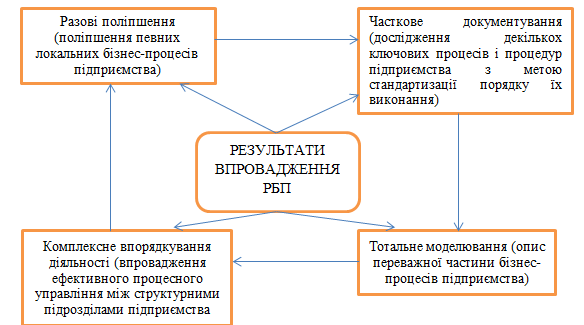 Разові поліпшення
(поліпшення певних
локальних бізнес-процесів
підприємства)
Часткове документування
(дослідження декількох
ключових процесів і процедур
підприємства з метою
стандартизації порядку їх
виконання)
РЕЗУЛЬТАТИ
ВПРОВАДЖЕННЯ
РБП
Комплексне впорядкування
діяльності (впровадження
ефективного процесного
управління між структурними
підрозділами підприємства
Тотальне моделювання (опис
переважної частини бізнес-
процесів підприємства)